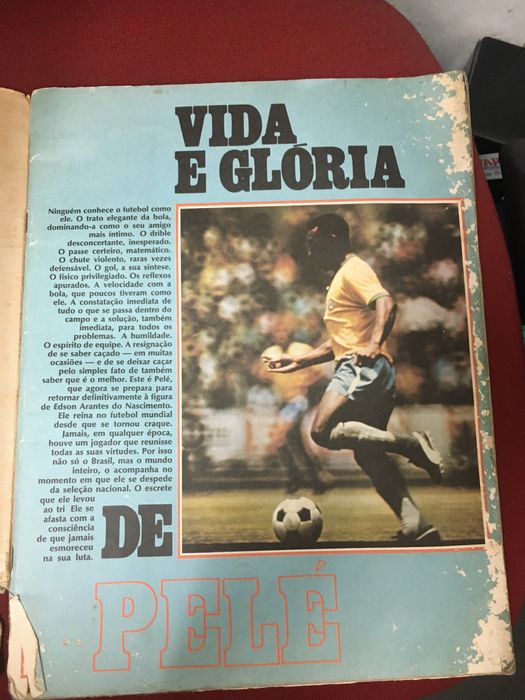 VIDA
E GLÓRIA
Ninguém conhece o futebol como
ele. O trato elegante da bola,
dominando-a como o seu amigo
mais íntimo. O drible
desconcertante, inesperado.
O passe certeiro, matemático.
O chute violento, raras vezes
defensável. O gol, a sua síntese.
O físico privilegiado. Os reflexos
apurados. A velocidade com a
bola, que poucos tiveram como
ele. A constatação imediata de
tudo o que se passa dentro do
campo e a solução, também
imediata, para todos os
problemas. A humildade.
O espírito de equipe. A resignação
de se saber caçado — em muitas
ocasiões — e de se deixar caçar
pelo simples fato de também
saber que é o melhor. Este é Pelé,
que agora se prepara para
retornar definitivamente à figura
de Edson Arantes do Nascimento.
Ele reina no futebol mundial
desde que se tornou craque.
Jamais, em qualquer época,
houve um jogador que reunisse
todas as suas virtudes. Por isso
não só o Brasil, mas o mundo
inteiro, o acompanha no
momento em que ele se despede
da seleção nacional. O escrete
que ele levou
ao tri Ele se
afasta com a
consciência
de que jamais
esmoreceu
na sua luta.
DE
PELÉ